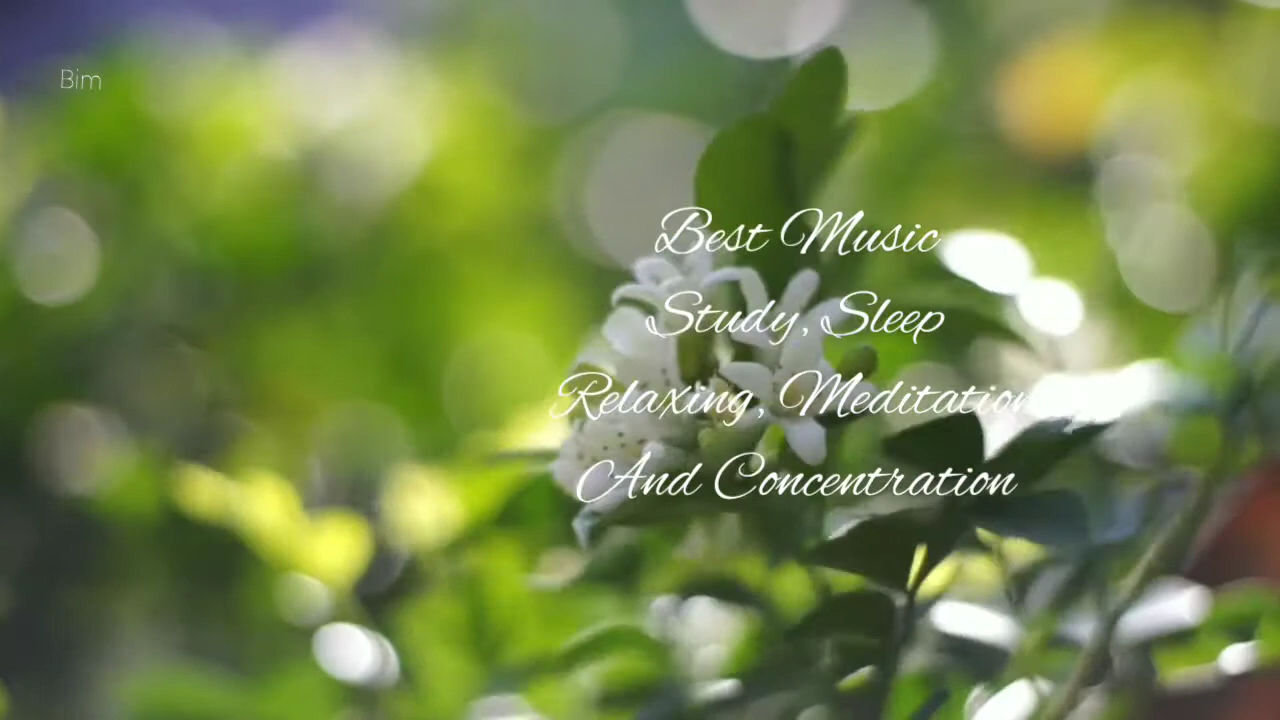 Bim
Best Music
Study, Sleep
Relaxing, Meditation
And Concentration